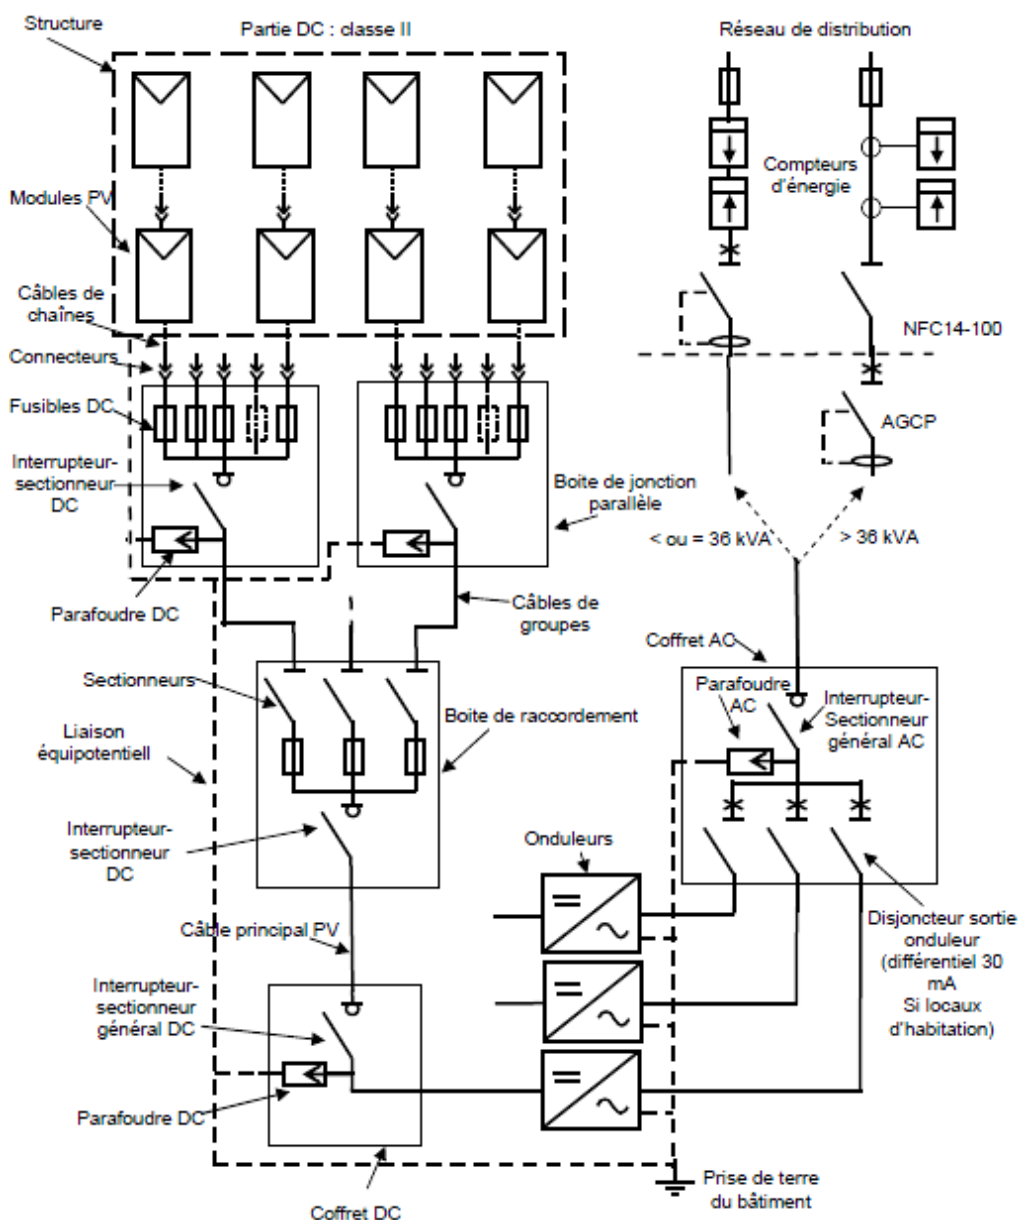 Structure
Partie DC : classe II
Réseau de distribution
Compteurs
d'énergie
Modules PV
Câbles de
chaînes
NFC14-100
Connecteurs
Fusibles DC
AGCP
Interrupteur-
sectionneur
DC
Boite de jonction
parallèle
< ou = 36 kVA
> 36 kVA
Parafoudre DC
Câbles de
groupes
Coffret AC
Sectionneurs
Parafoudre
AC
Interrupteur-
Sectionneur
général AC
Boite de raccordement
Liaison
équipotentiell
Interrupteur-
sectionneur
DC
Onduleurs
Câble principal PV
Disjoncteur sortie
onduleur
(différentiel 30
mA
Si locaux
d'habitation)
Interrupteur-
sectionneur
général DC
Parafoudre DC
Prise de terre
du bâtiment
Coffret DC